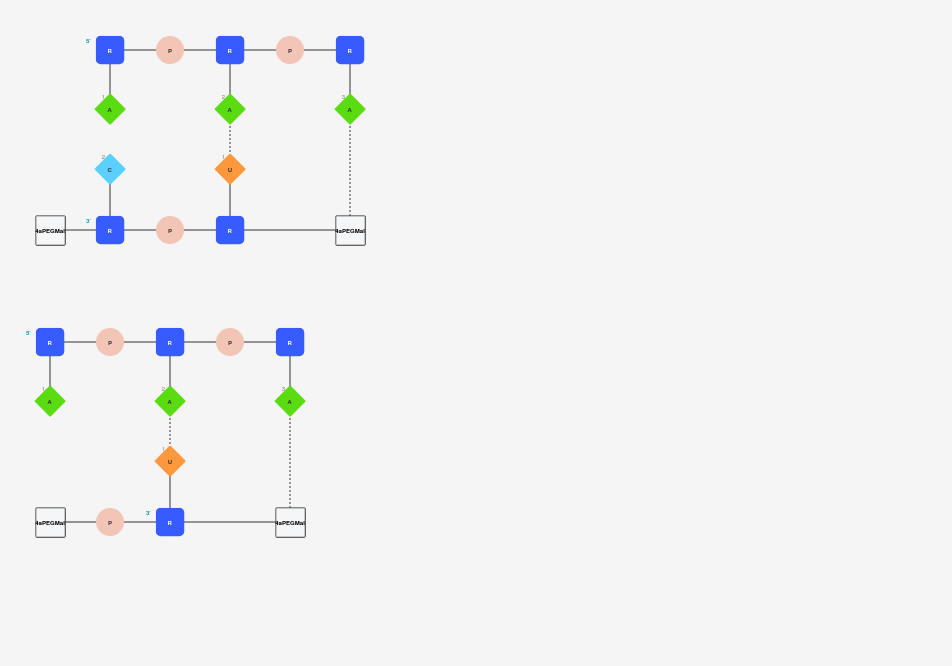 5'
R P R P R
1 2 3
A A A
2 1
C U
3'
4aPEGMal R P R 4aPEGMal
5'
R P R P R
1 2 3
A A A
1
U
3'
4aPEGMal P R 4aPEGMal